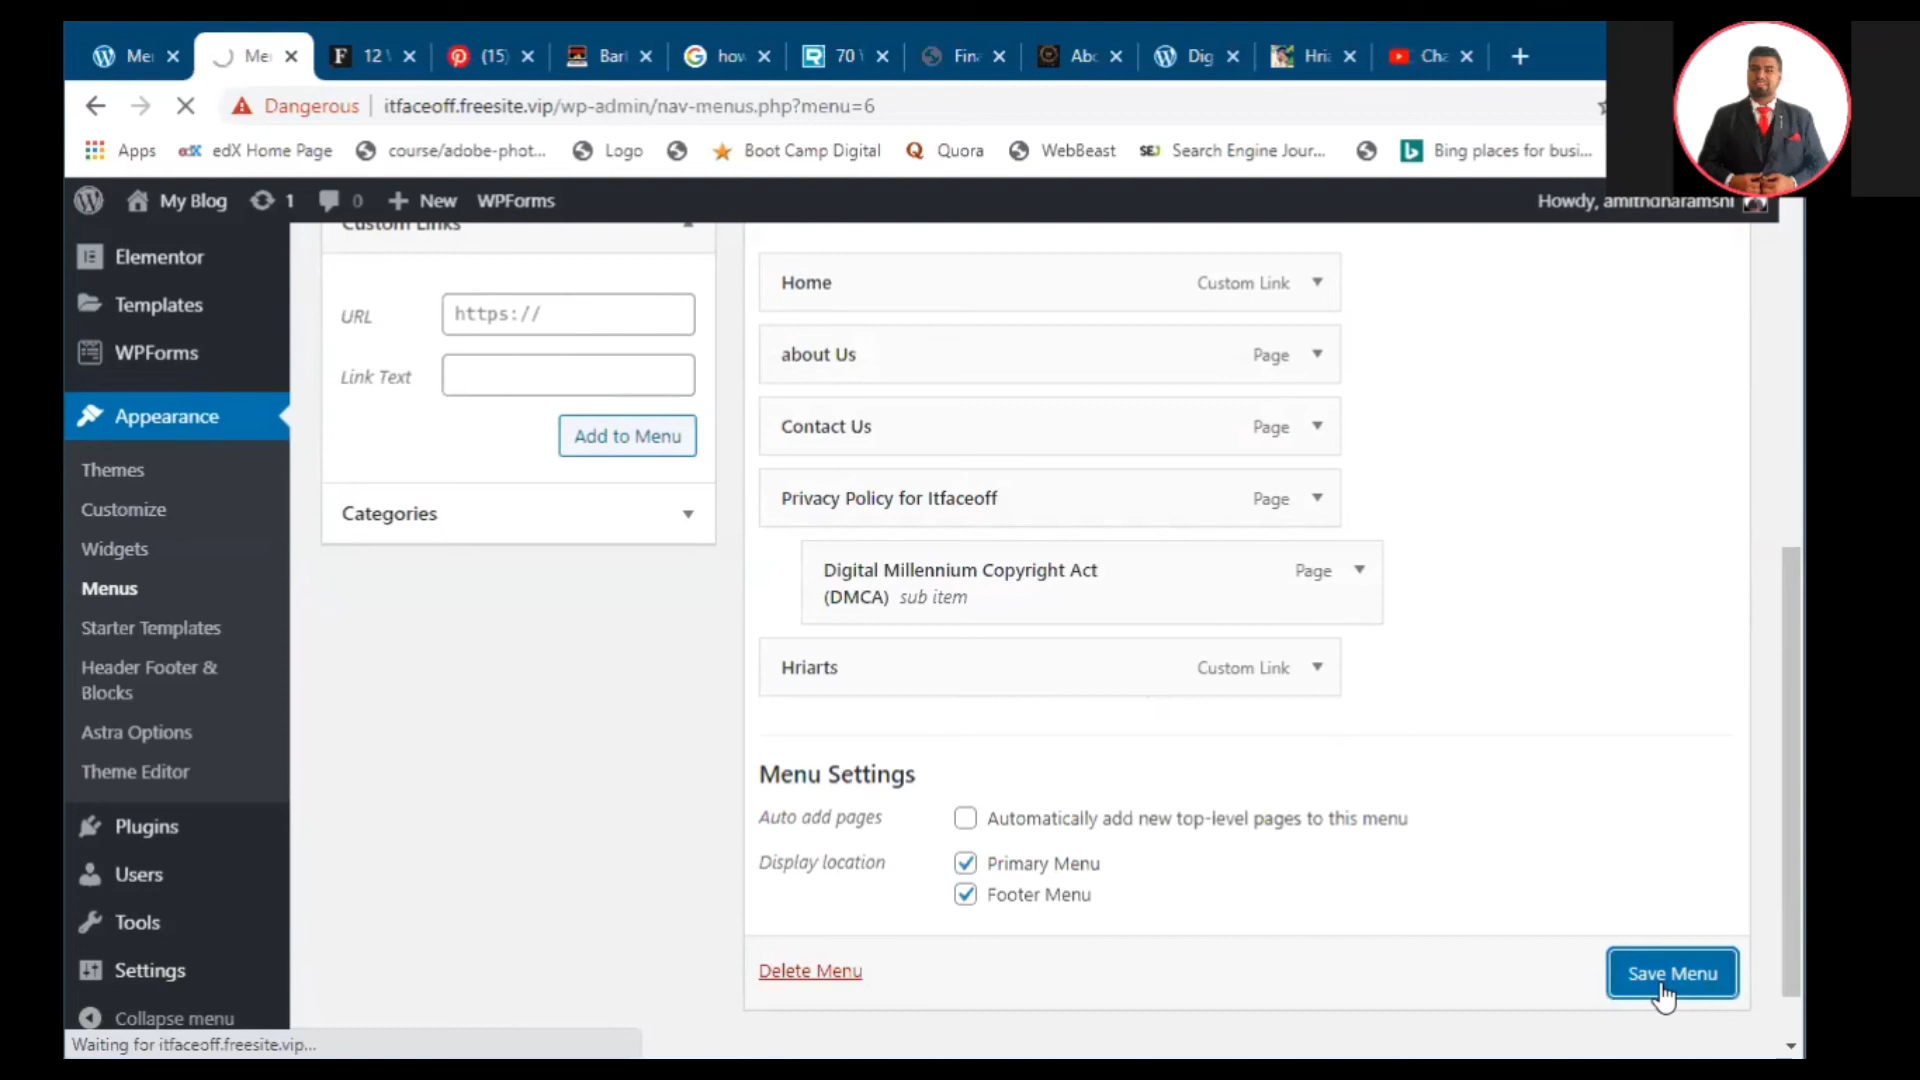 Me
Me
F 12
(15)
Bar
how
70
Fin
Abo
Dig
Hri
Cha
Dangerous itfaceoff.freesite.vip/wp-admin/nav-menus.php?menu=6
Apps
edX edX Home Page
course/adobe-phot...
Logo
Boot Camp Digital
Quora
WebBeast
SEJ Search Engine Jour...
Bing places for busi...
My Blog 1 0 New WPForms
Howdy, amitdharamshi
Elementor
Templates
WPForms
Appearance
Themes
Customize
Widgets
Menus
Starter Templates
Header Footer &
Blocks
Astra Options
Theme Editor
Plugins
Users
Tools
Settings
Collapse menu
Waiting for itfaceoff.freesite.vip...
Custom Links
URL https://
Link Text
Add to Menu
Categories
Home Custom Link
about Us Page
Contact Us Page
Privacy Policy for Itfaceoff Page
Digital Millennium Copyright Act Page
(DMCA) sub item
Hriarts Custom Link
Menu Settings
Auto add pages Automatically add new top-level pages to this menu
Display location Primary Menu
Footer Menu
Delete Menu
Save Menu